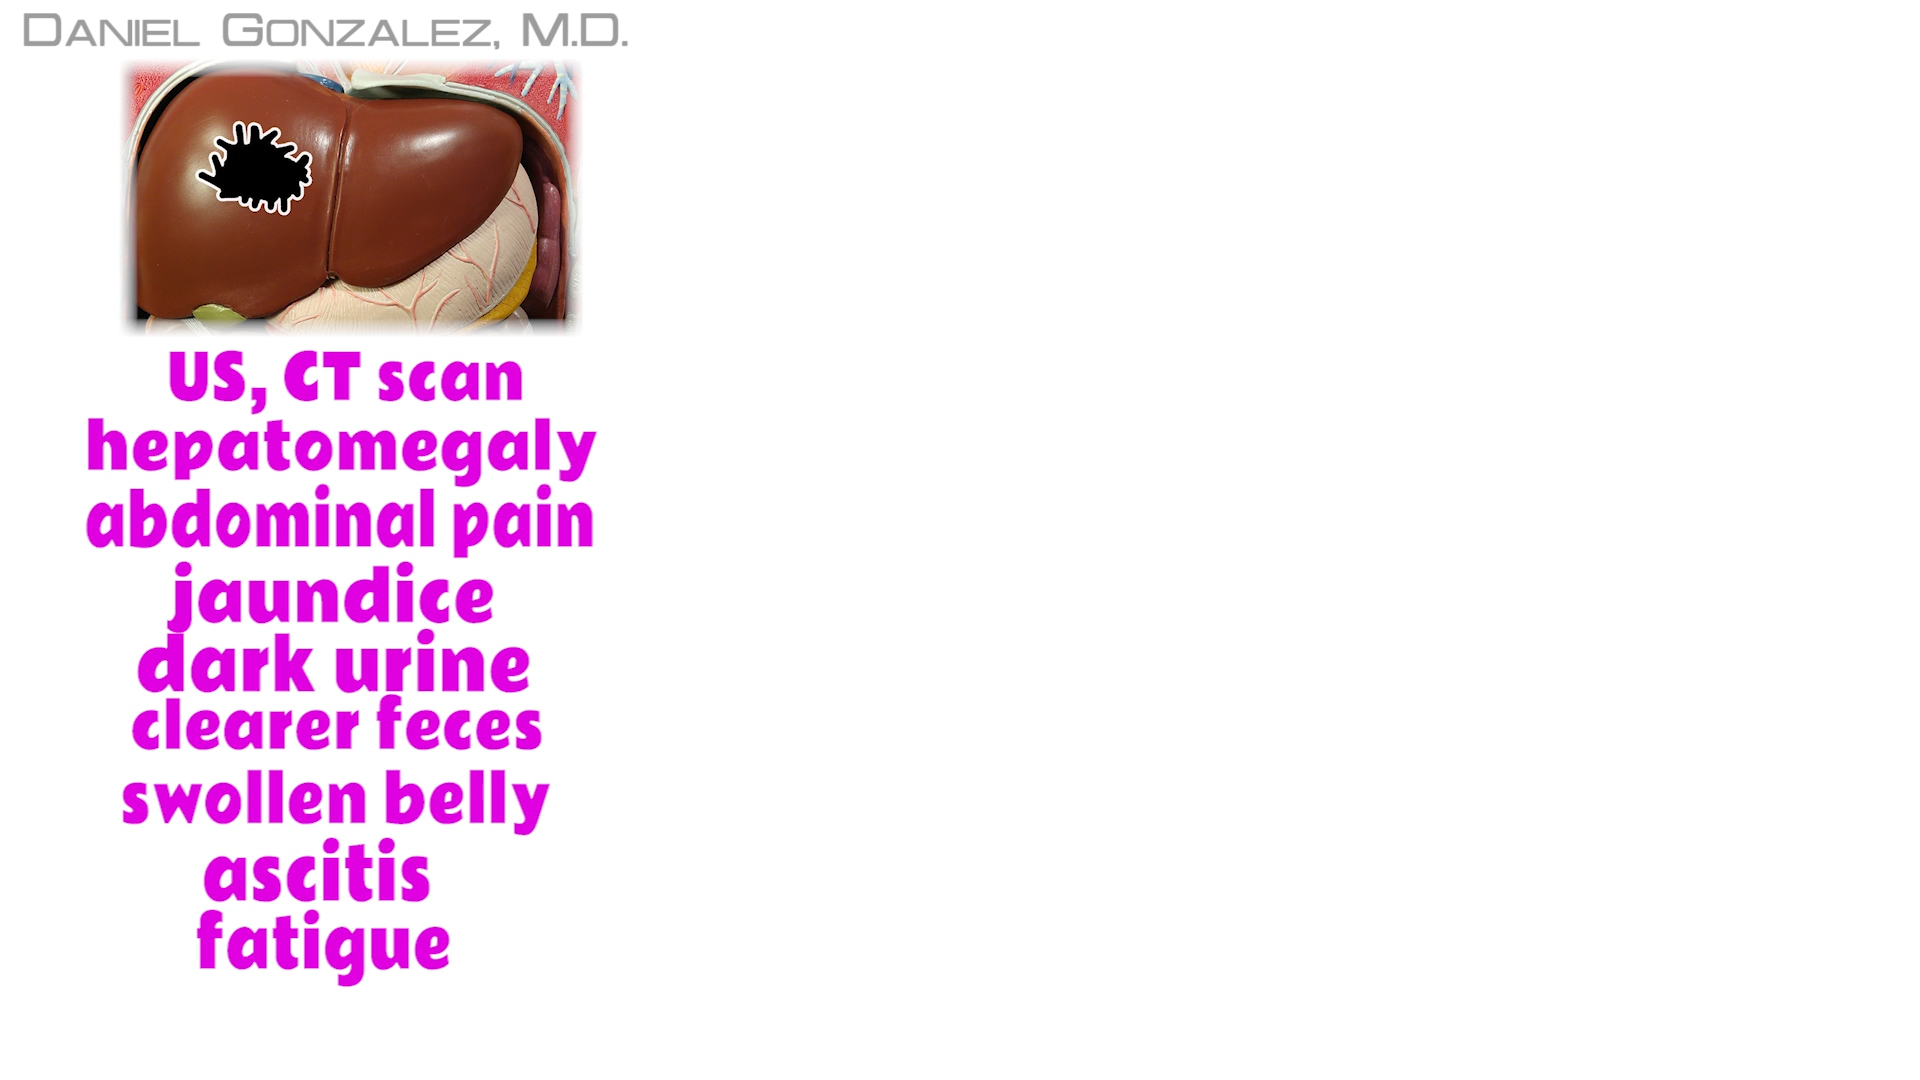 Daniel Gonzalez, M.D.
US, CT scan
hepatomegaly
abdominal pain
jaundice
dark urine
clearer feces
swollen belly
ascitis
fatigue